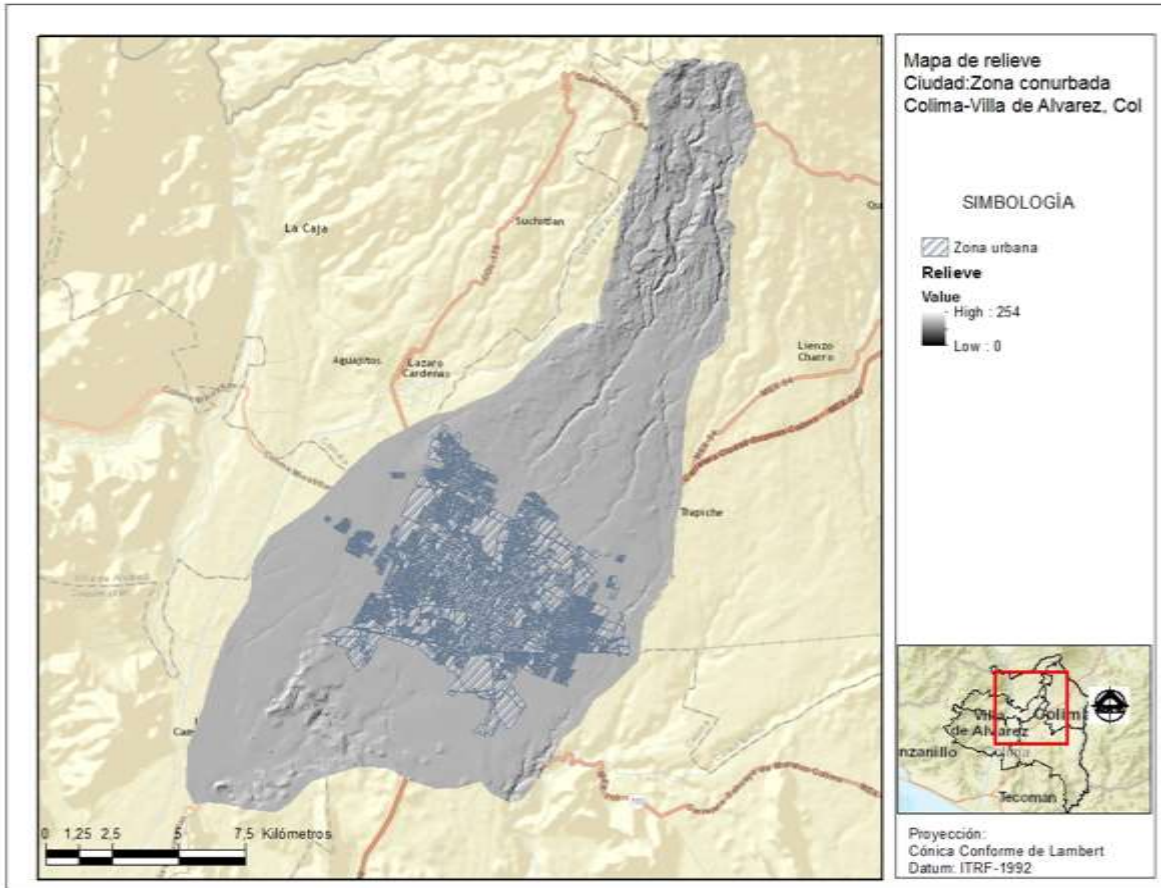 Mapa de relieve
Ciudad:Zona conurbada
Colima-Villa de Alvarez, Col
SIMBOLOGÌA
Zona urbana
Relieve
Value
High : 254
Low : 0
La Caja
Suchitlan
Aguajitos
Lazaro
Cardenas
Lienzo
Charro
Trapiche
0 1,25 2,5 5 7,5 Kilómetros
Villa
de Alvarez
Colima
nzanillo
Tecoman
Proyección:
Cónica Conforme de Lambert
Datum: ITRF-1992